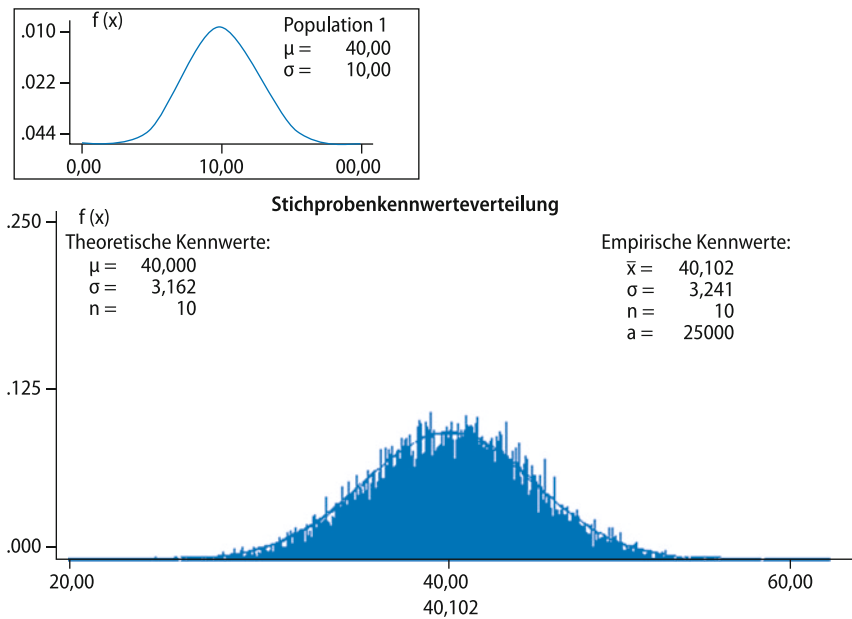 f (x)
Population 1
μ = 40,00
σ = 10,00
.010
.022
.044
0,00 10,00 00,00
Stichprobenkennwerteverteilung
f (x)
.250
Theoretische Kennwerte:
μ = 40,000
σ = 3,162
n = 10
Empirische Kennwerte:
x̅ = 40,102
σ = 3,241
n = 10
a = 25000
.125
.000
20,00 40,00 60,00
40,102